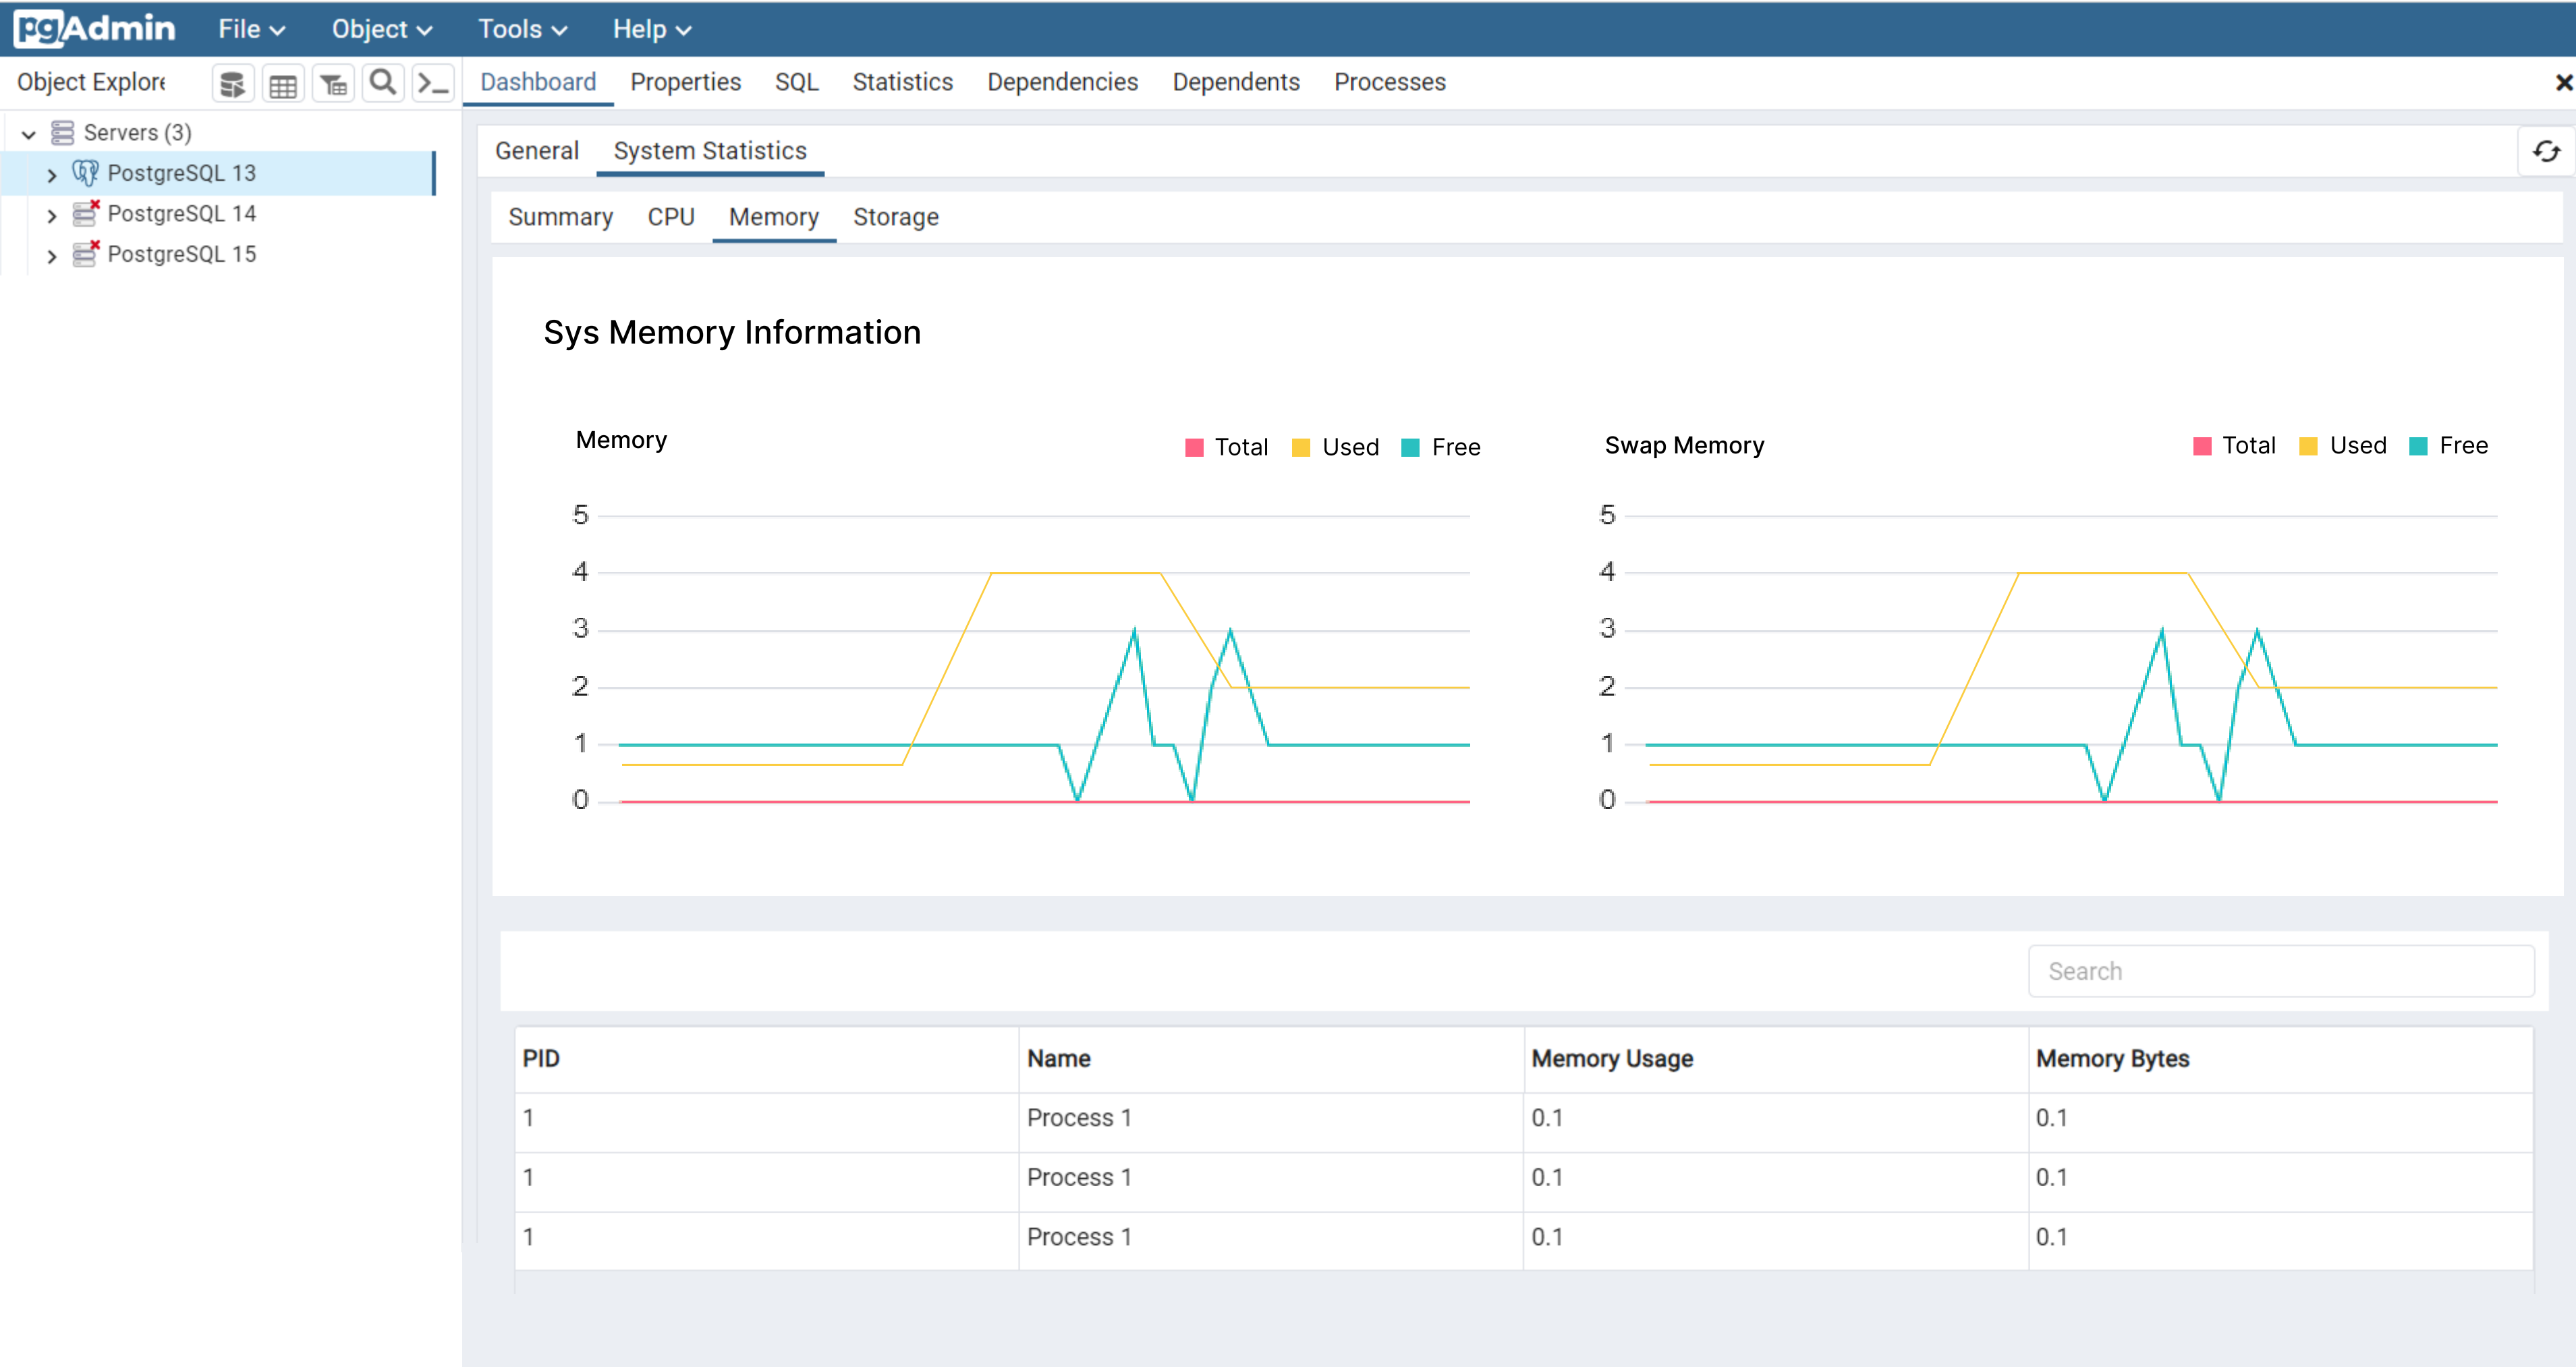 pgAdmin File Object Tools Help
Object Explore Dashboard Properties SQL Statistics Dependencies Dependents Processes
Servers (3)
PostgreSQL 13
PostgreSQL 14
PostgreSQL 15
General System Statistics
Summary CPU Memory Storage
Sys Memory Information
Memory Total Used Free
5
4
3
2
1
0
Swap Memory Total Used Free
5
4
3
2
1
0
Search
PID Name Memory Usage Memory Bytes
1 Process 1 0.1 0.1
1 Process 1 0.1 0.1
1 Process 1 0.1 0.1